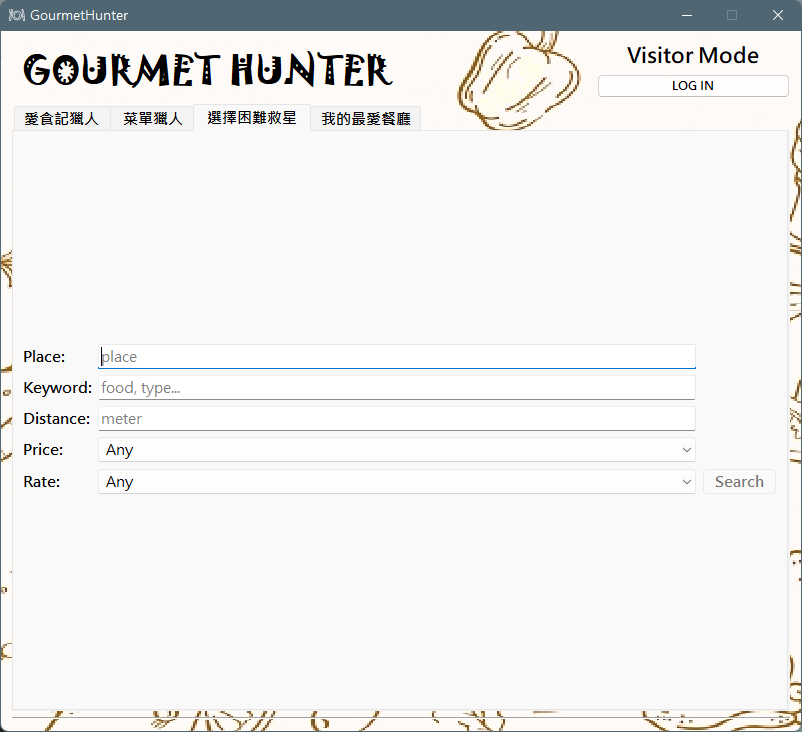 GourmetHunter
GOURMET HUNTER
Visitor Mode
LOG IN
愛食記獵人 菜單獵人 選擇困難救星 我的最愛餐廳
Place: place
Keyword: food, type...
Distance: meter
Price: Any
Rate: Any Search